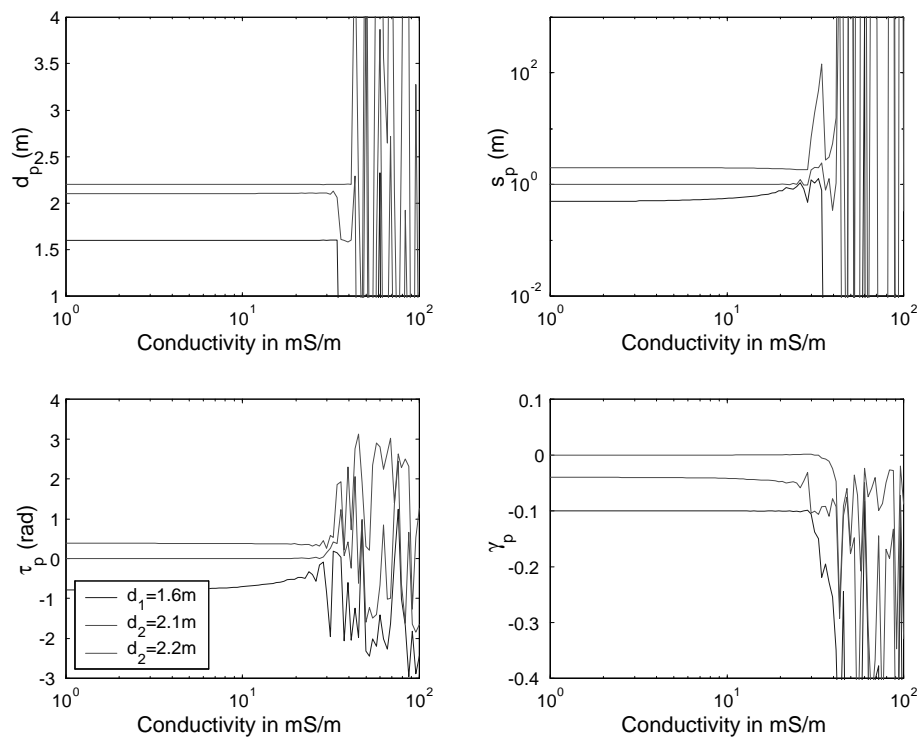 4
3.5
3
2.5
2
1.5
1
d_p (m)
10^0 10^1 10^2
Conductivity in mS/m
10^2
10^0
10^-2
s_p (m)
10^0 10^1 10^2
Conductivity in mS/m
4
3
2
1
0
-1
-2
-3
τ_p (rad)
d_1=1.6m
d_2=2.1m
d_2=2.2m
10^0 10^1 10^2
Conductivity in mS/m
0.1
0
-0.1
-0.2
-0.3
-0.4
γ_p
10^0 10^1 10^2
Conductivity in mS/m